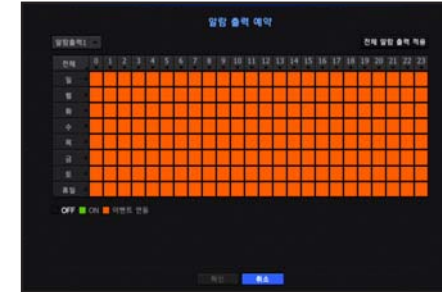 알람 출력 예약
알람출력1 전체 알람 출력 적용
전체 0 1 2 3 4 5 6 7 8 9 10 11 12 13 14 15 16 17 18 19 20 21 22 23
일
월
화
수
목
금
토
휴일
OFF ON 이벤트 연동
확인 취소